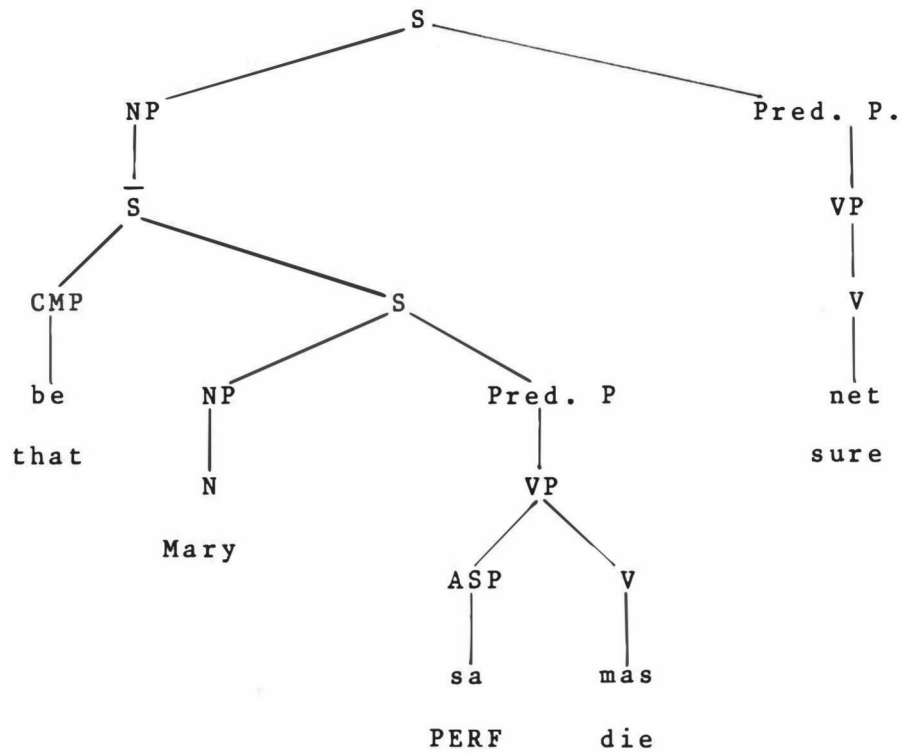 S
NP Pred. P.
S̅ VP
CMP S V
be NP Pred. P net
that sure
N VP
Mary
ASP V
sa mas
PERF die